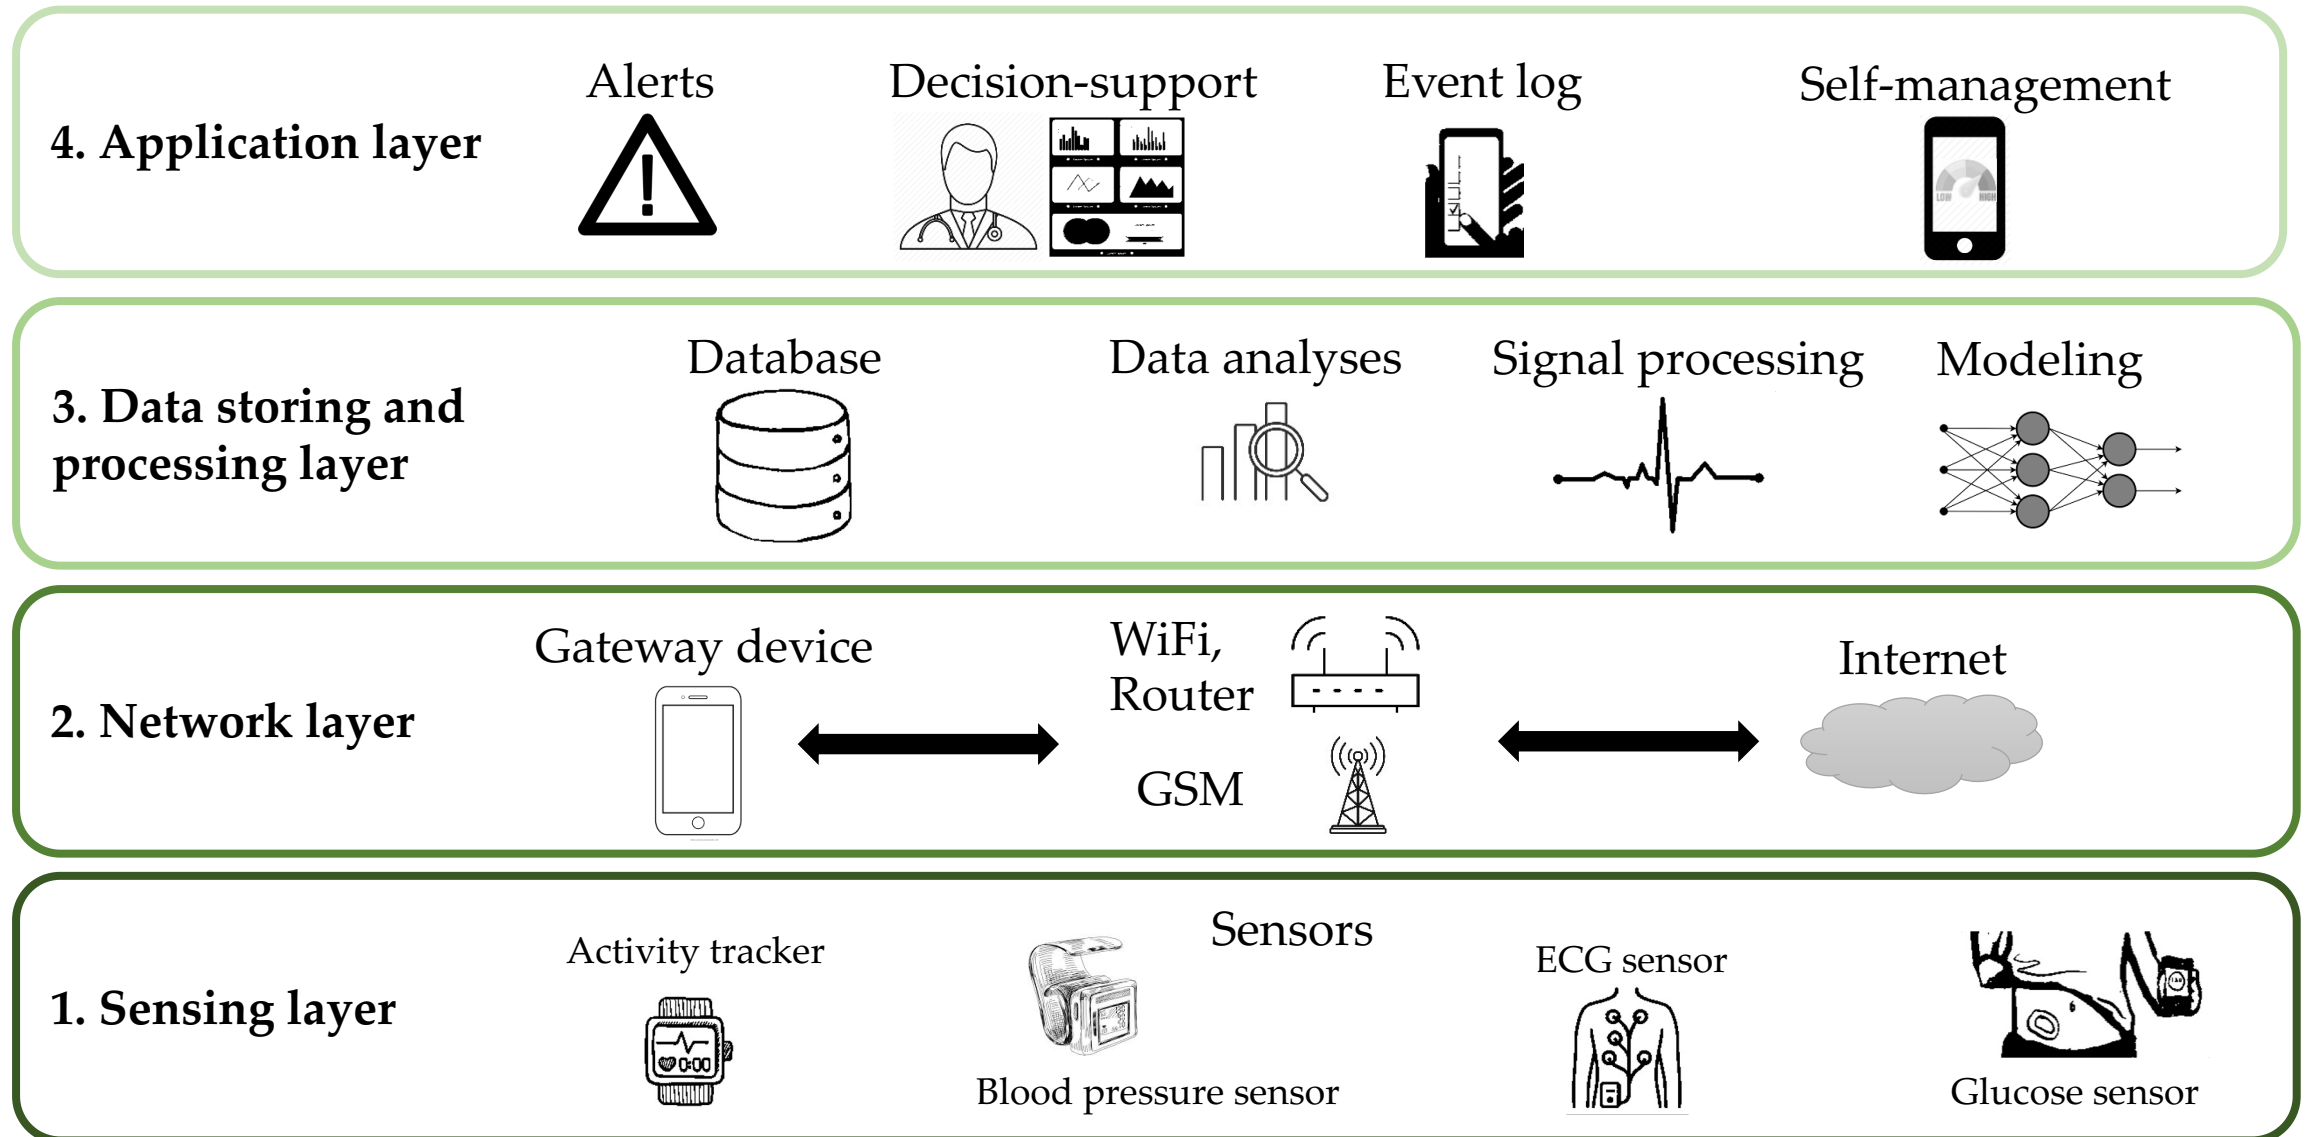 Alerts
Decision-support
Event log
Self-management
4. Application layer
LOW HIGH
Database
Data analyses
Signal processing
Modeling
3. Data storing and
processing layer
Gateway device
WiFi,
Router
Internet
2. Network layer
GSM
Sensors
Activity tracker
ECG sensor
1. Sensing layer
Blood pressure sensor
Glucose sensor